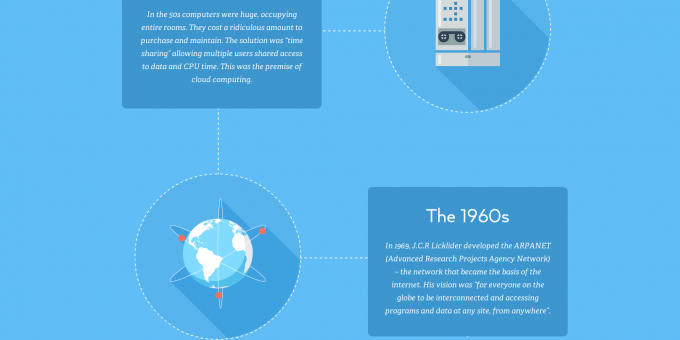 In the 50s computers were huge, occupying
entire rooms. They cost a ridiculous amount to
purchase and maintain. The solution was "time
sharing" allowing multiple users shared access
to data and CPU time. This was the premise of
cloud computing.
The 1960s
In 1969, J.C.R Licklider developed the ARPANET
(Advanced Research Projects Agency Network)
– the network that became the basis of the
internet. His vision was "for everyone on the
globe to be interconnected and accessing
programs and data at any site, from anywhere".